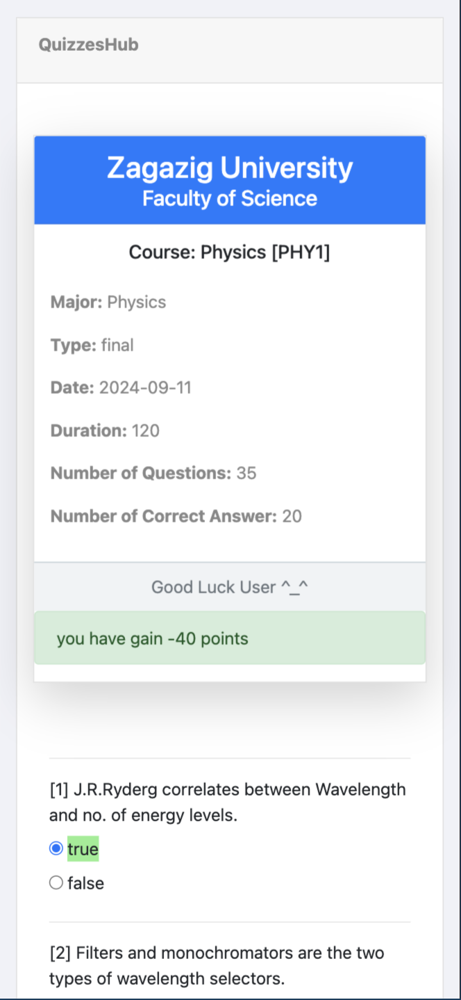 QuizzesHub
Zagazig University
Faculty of Science
Course: Physics [PHY1]
Major: Physics
Type: final
Date: 2024-09-11
Duration: 120
Number of Questions: 35
Number of Correct Answer: 20
Good Luck User ^_^
you have gain -40 points
[1] J.R.Ryderg correlates between Wavelength
and no. of energy levels.
true
false
[2] Filters and monochromators are the two
types of wavelength selectors.